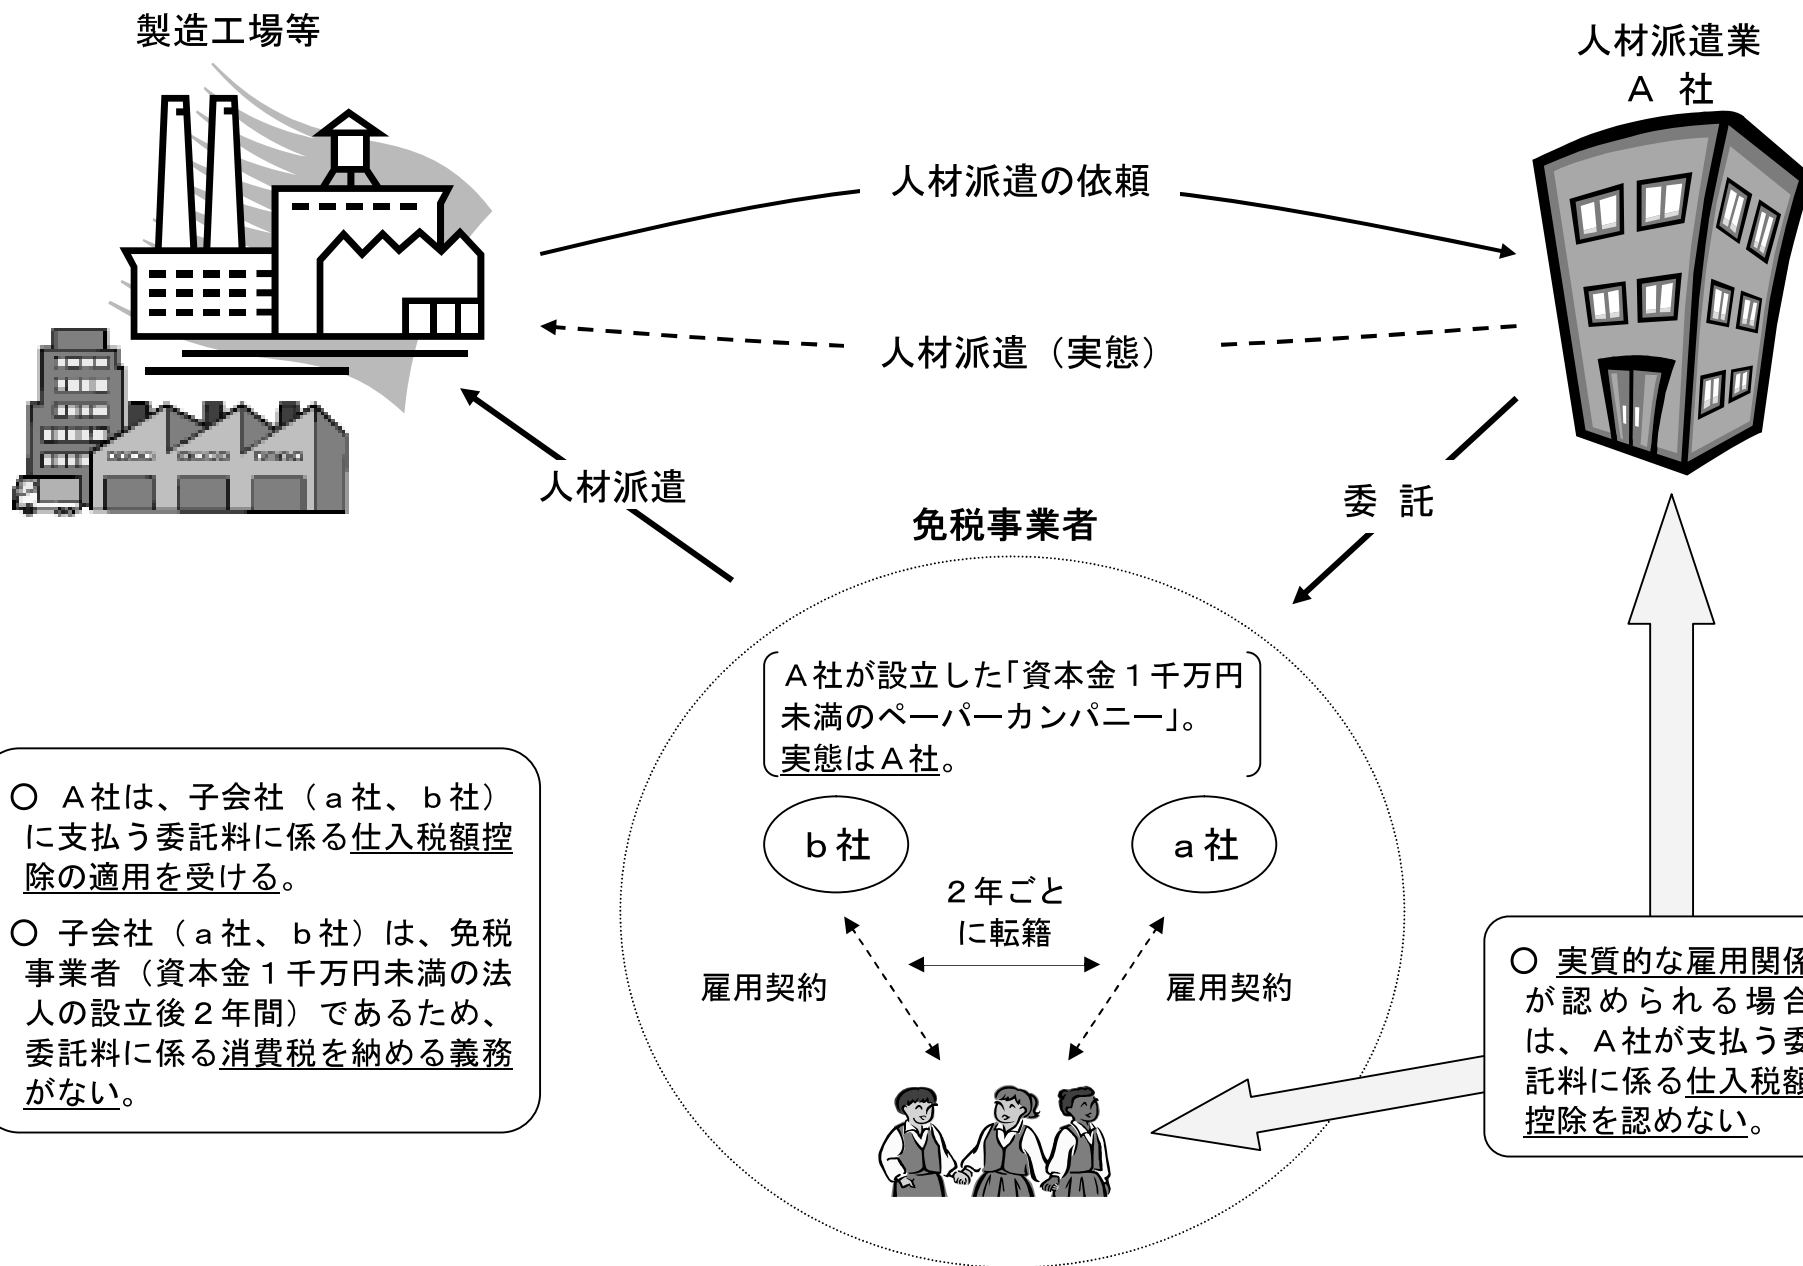 製造工場等
人材派遣業
Ａ 社
人材派遣の依頼
人材派遣（実態）
人材派遣
委 託
免税事業者
Ａ社が設立した「資本金１千万円
未満のペーパーカンパニー」。
実態はＡ社。
ｂ社
ａ社
２年ごと
に転籍
雇用契約
雇用契約
○ Ａ社は、子会社（ａ社、ｂ社）
に支払う委託料に係る仕入税額控
除の適用を受ける。
○ 子会社（ａ社、ｂ社）は、免税
事業者（資本金１千万円未満の法
人の設立後２年間）であるため、
委託料に係る消費税を納める義務
がない。
○ 実質的な雇用関係
が認められる場合
は、Ａ社が支払う委
託料に係る仕入税額
控除を認めない。